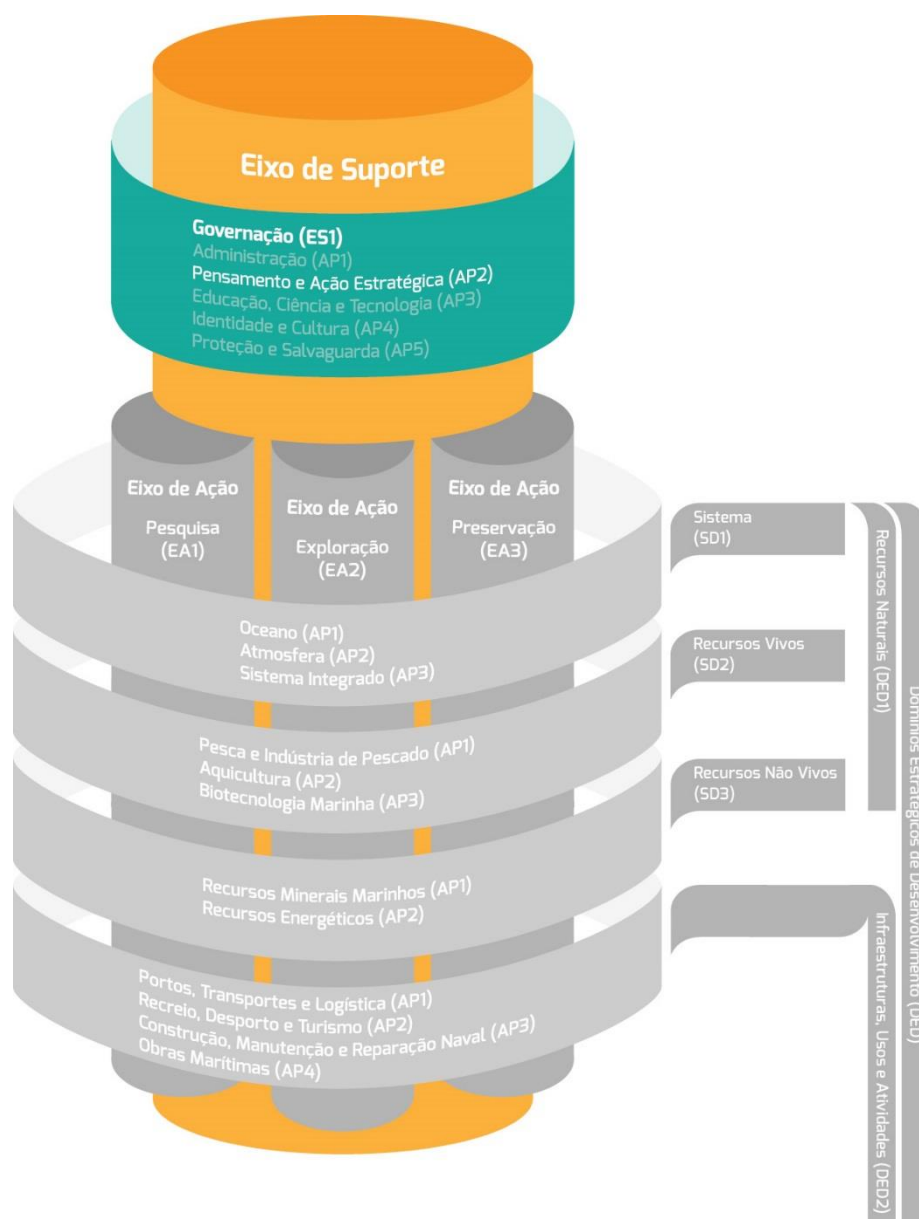 Eixo de Suporte
Governação (ES1)
Administração (AP1)
Pensamento e Ação Estratégica (AP2)
Educação, Ciência e Tecnologia (AP3)
Identidade e Cultura (AP4)
Proteção e Salvaguarda (AP5)
Eixo de Ação
Pesquisa
(EA1)
Eixo de Ação
Exploração
(EA2)
Eixo de Ação
Preservação
(EA3)
Sistema
(SD1)
Oceano (AP1)
Atmosfera (AP2)
Sistema Integrado (AP3)
Recursos Vivos
(SD2)
Pesca e Indústria de Pescado (AP1)
Aquicultura (AP2)
Biotecnologia Marinha (AP3)
Recursos Não Vivos
(SD3)
Recursos Minerais Marinhos (AP1)
Recursos Energéticos (AP2)
Portos, Transportes e Logística (AP1)
Recreio, Desporto e Turismo (AP2)
Construção, Manutenção e Reparação Naval (AP3)
Obras Marítimas (AP4)
Recursos Naturais (DED1)
Infraestruturas, Usos e Atividades (DED2)
Domínios Estratégicos de Desenvolvimento (DED)